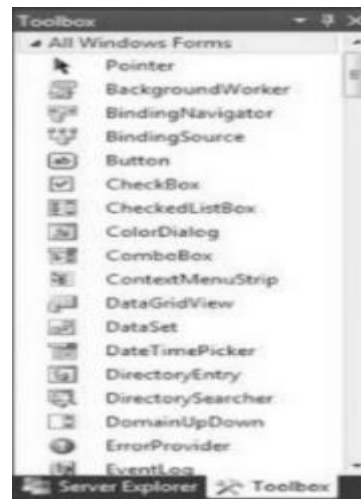 Toolbox
All Windows Forms
Pointer
BackgroundWorker
BindingNavigator
BindingSource
Button
CheckBox
CheckedListBox
ColorDialog
ComboBox
ContextMenuStrip
DataGridView
DataSet
DateTimePicker
DirectoryEntry
DirectorySearcher
DomainUpDown
ErrorProvider
EventLog
Server Explorer Toolbox